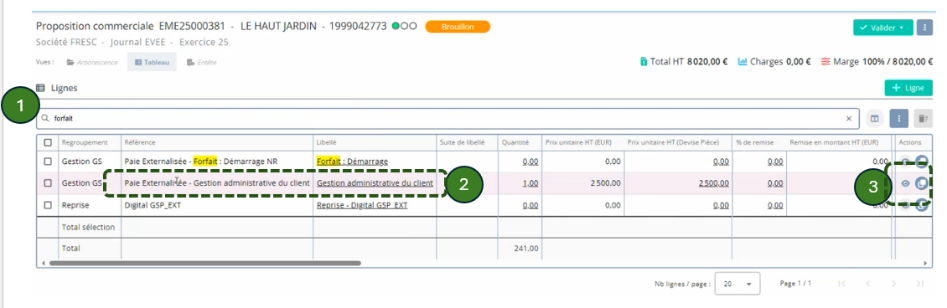 Proposition commerciale EME25000381 - LE HAUT JARDIN - 1999042773 Brouillon
Valider
Société FRESC - Journal EVEE - Exercice 25
Vues : Arborescence Tableau Entête
Total HT 8 020,00 € Charges 0,00 € Marge 100% / 8 020,00 €
Lignes
+ Ligne
1
forfait
Regroupement Référence Libellé Suite de libellé Quantité Prix unitaire HT (EUR) Prix unitaire HT (Devise Pièce) % de remise Remise en montant HT (EUR) Actions
Gestion GS Paie Externalisée - Forfait : Démarrage NR Forfait : Démarrage 0,00 0,00 0,00 0,00 0,00
Gestion GS Paie Externalisée - Gestion administrative du client Gestion administrative du client 2 1,00 2 500,00 2 500,00 0,00 3
Reprise Digital GSP_EXT Reprise - Digital GSP_EXT 0,00 0,00 0,00 0,00 0,00
Total sélection
Total 241,00
Nb lignes / page : 20 Page 1 / 1